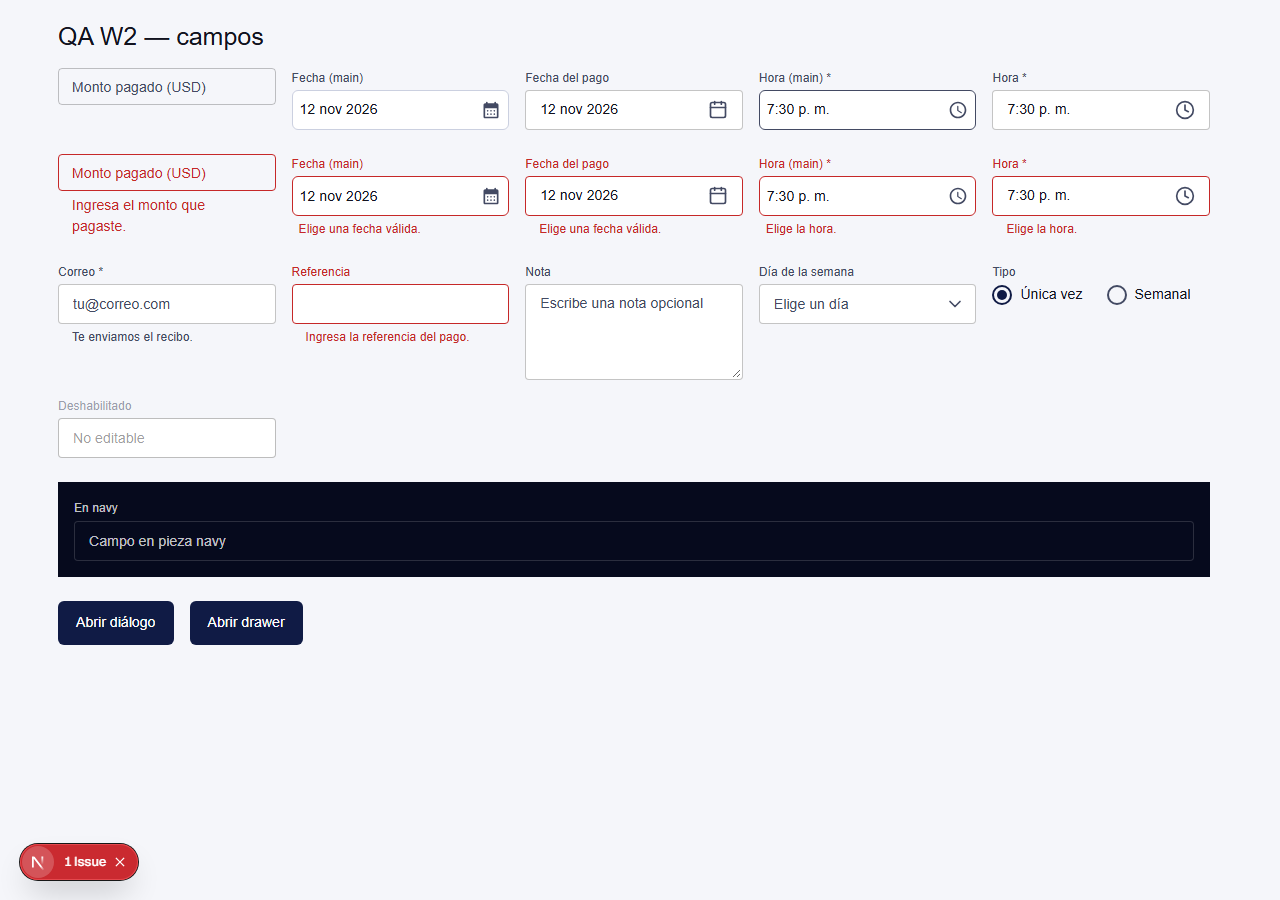 QA W2 — campos
Monto pagado (USD)
Fecha (main)
12 nov 2026
Fecha del pago
12 nov 2026
Hora (main) *
7:30 p. m.
Hora *
7:30 p. m.
Monto pagado (USD)
Ingresa el monto que
pagaste.
Fecha (main)
12 nov 2026
Elige una fecha válida.
Fecha del pago
12 nov 2026
Elige una fecha válida.
Hora (main) *
7:30 p. m.
Elige la hora.
Hora *
7:30 p. m.
Elige la hora.
Correo *
tu@correo.com
Te enviamos el recibo.
Referencia
Ingresa la referencia del pago.
Nota
Escribe una nota opcional
Día de la semana
Elige un día
Tipo
Única vez
Semanal
Deshabilitado
No editable
En navy
Campo en pieza navy
Abrir diálogo
Abrir drawer
N
1 Issue